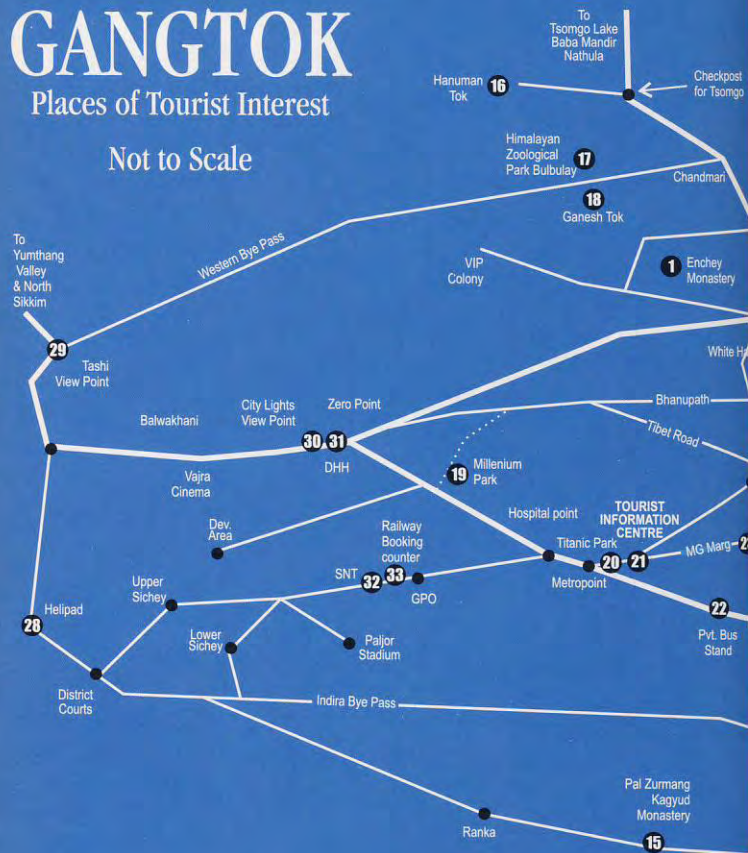 GANGTOK
Places of Tourist Interest
Not to Scale
To
Tsomgo Lake
Baba Mandir
Nathula
Checkpost
for Tsomgo
Hanuman
Tok
16
Himalayan
Zoological
Park Bulbulay
17
18
Ganesh Tok
Chandmari
To
Yumthang
Valley
& North
Sikkim
Western Bye Pass
VIP
Colony
1
Enchey
Monastery
29
Tashi
View Point
White
Balwakhani
City Lights
View Point
Zero Point
30
31
DHH
Bhanupath
Tibet Road
Vajra
Cinema
19
Millenium
Park
Dev.
Area
Railway
Booking
counter
Hospital point
TOURIST
INFORMATION
CENTRE
Titanic Park
20
21
MG Marg
Metropoint
SNT
32
33
GPO
Upper
Sichey
22
Pvt. Bus
Stand
28
Helipad
Lower
Sichey
Paljor
Stadium
District
Courts
Indira Bye Pass
Ranka
Pal Zurmang
Kagyud
Monastery
15